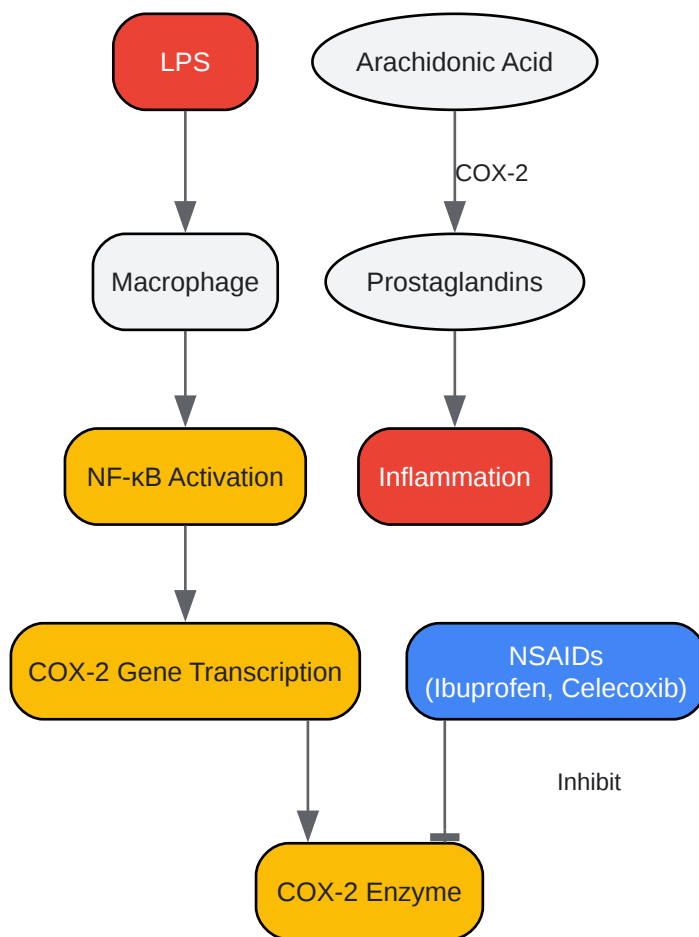 LPS
Arachidonic Acid
COX-2
Macrophage
Prostaglandins
NF-κB Activation
Inflammation
COX-2 Gene Transcription
NSAIDs
(Ibuprofen, Celecoxib)
Inhibit
COX-2 Enzyme